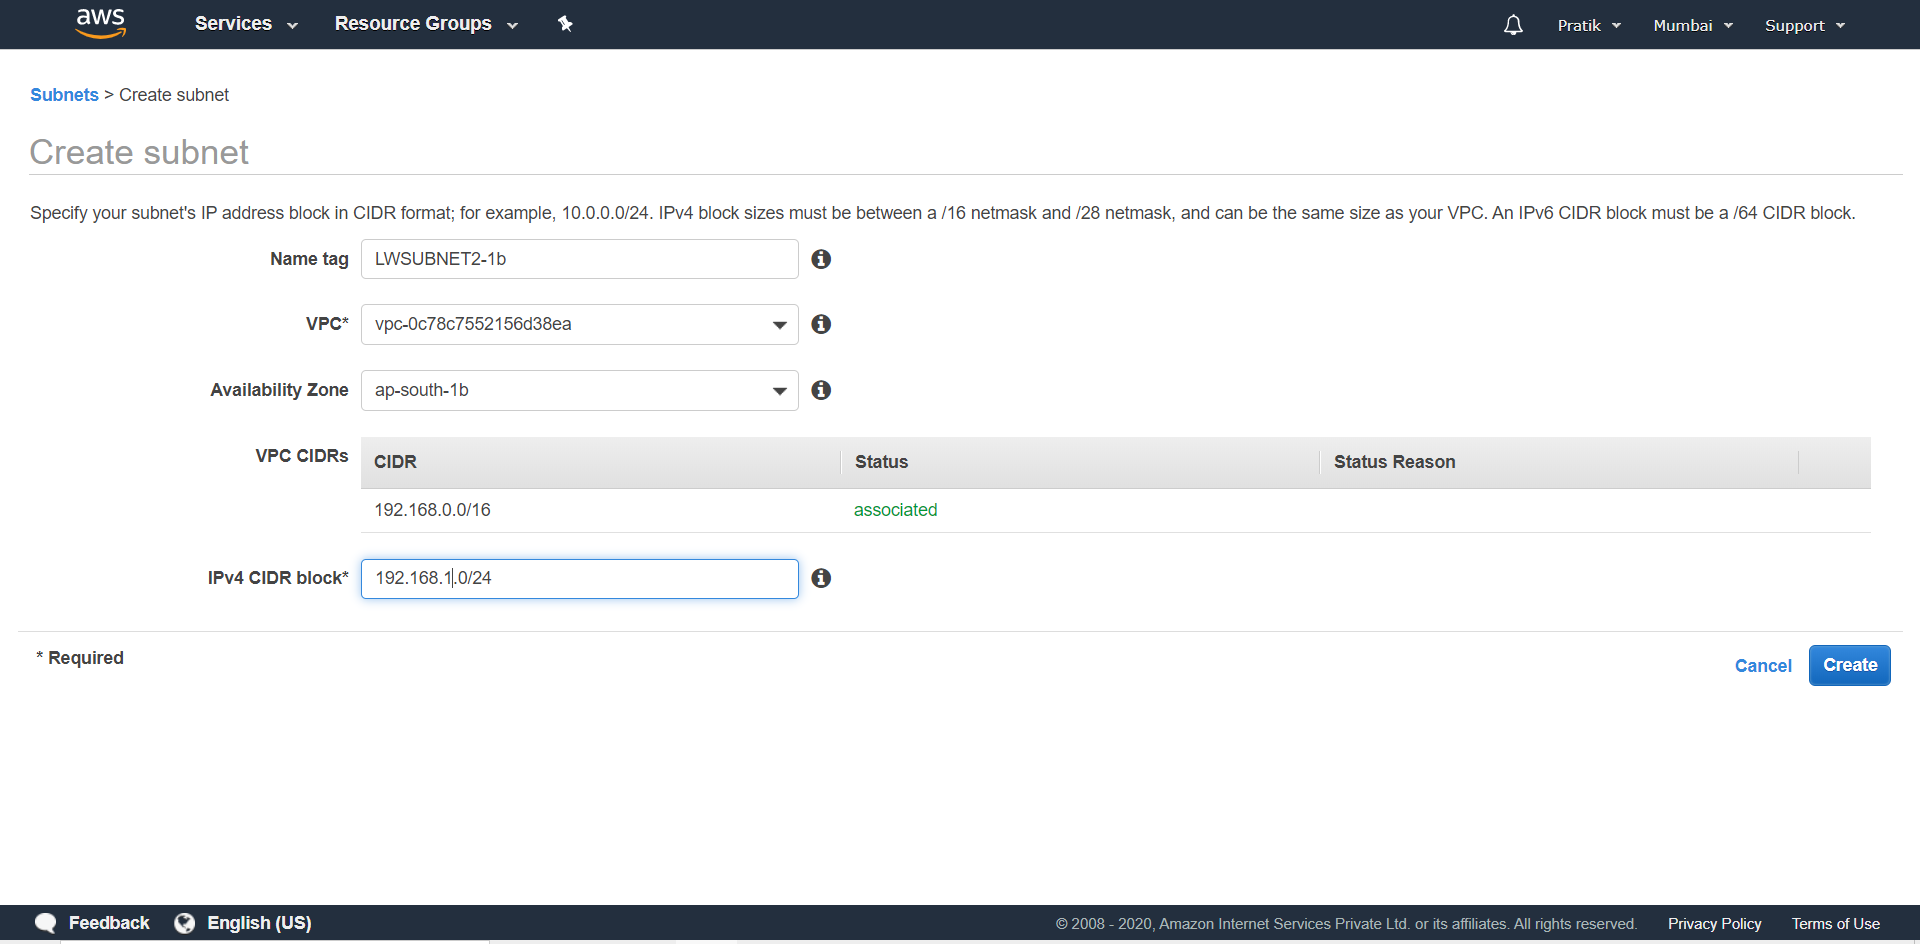 aws Services Resource Groups Pratik Mumbai Support
Subnets > Create subnet
Create subnet
Specify your subnet's IP address block in CIDR format; for example, 10.0.0.0/24. IPv4 block sizes must be between a /16 netmask and /28 netmask, and can be the same size as your VPC. An IPv6 CIDR block must be a /64 CIDR block.
Name tag LWSUBNET2-1b
VPC* vpc-0c78c7552156d38ea
Availability Zone ap-south-1b
VPC CIDRs CIDR Status Status Reason
192.168.0.0/16 associated
IPv4 CIDR block* 192.168.1.0/24
* Required
Cancel Create
Feedback English (US) © 2008 - 2020, Amazon Internet Services Private Ltd. or its affiliates. All rights reserved. Privacy Policy Terms of Use